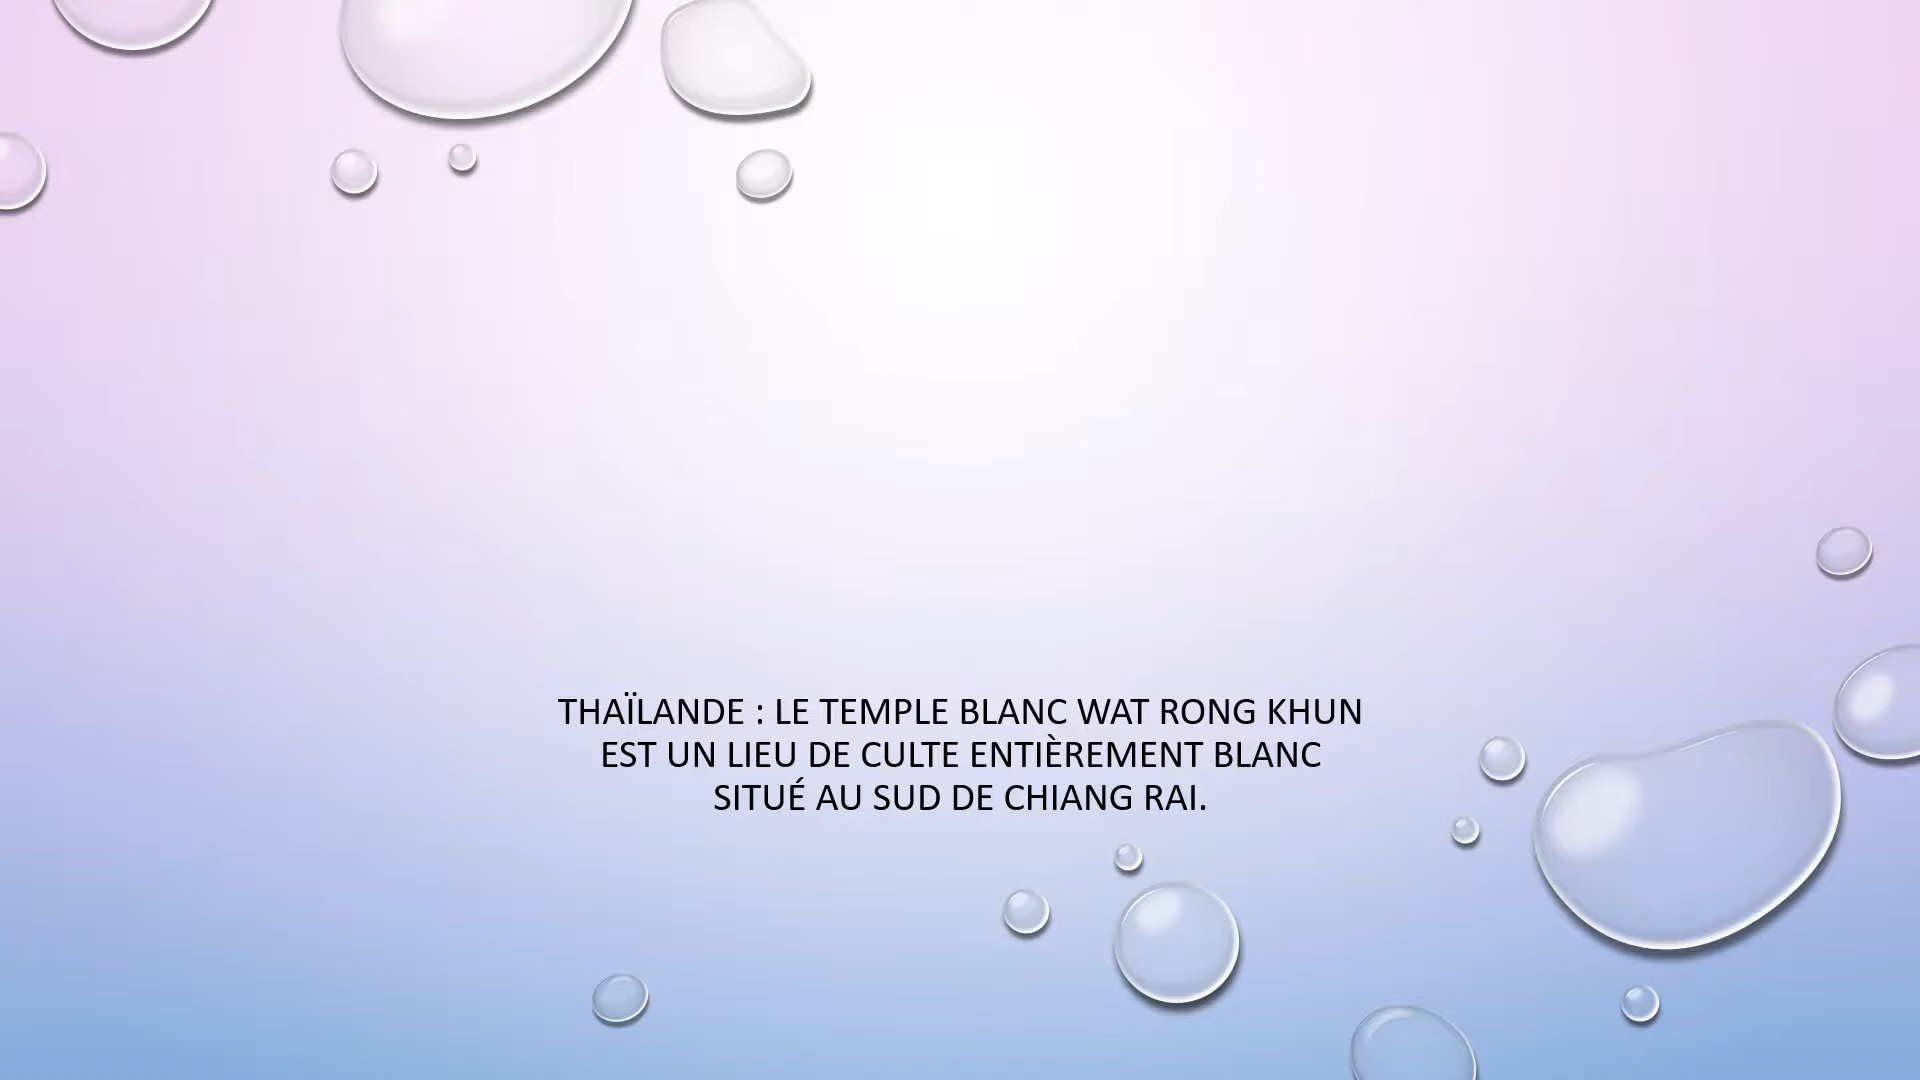 THAÏLANDE : LE TEMPLE BLANC WAT RONG KHUN
EST UN LIEU DE CULTE ENTIÈREMENT BLANC
SITUÉ AU SUD DE CHIANG RAI.